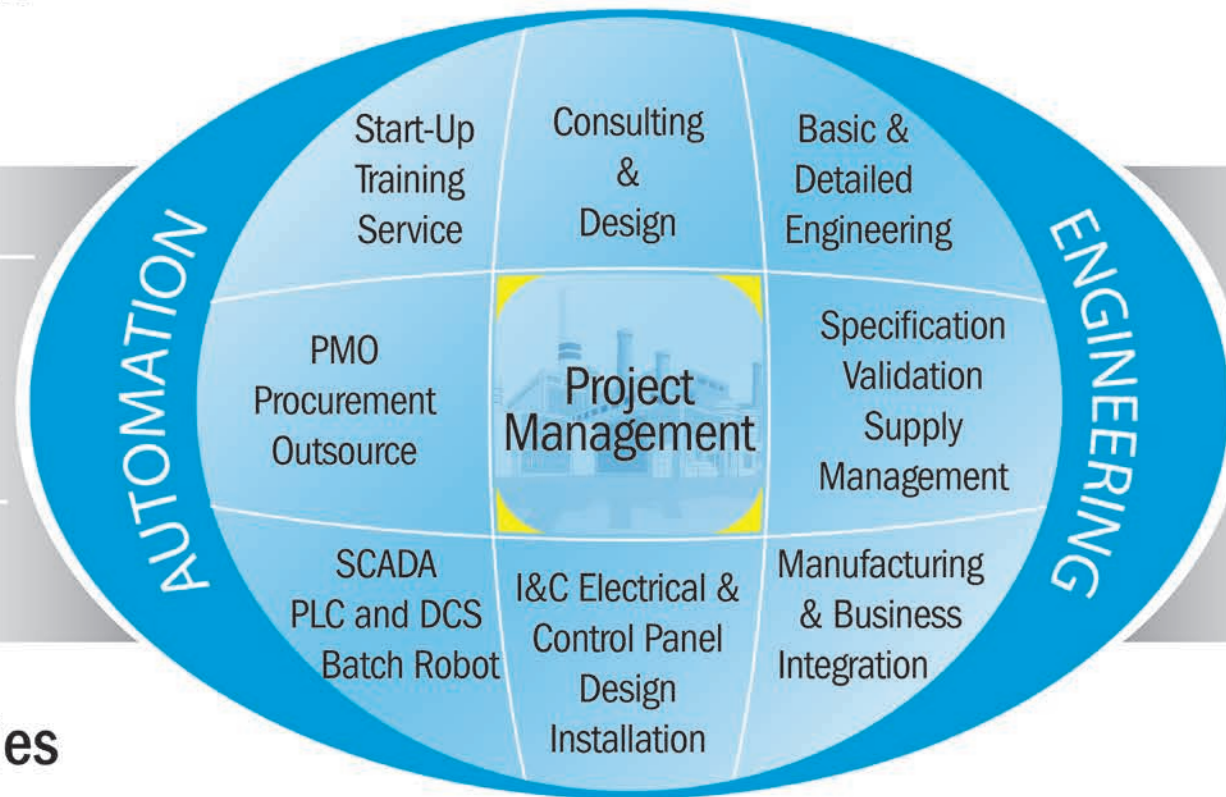 Start-Up
Training
Service
Consulting
&
Design
Basic &
Detailed
Engineering
AUTOMATION
PMO
Procurement
Outsource
Project
Management
Specification
Validation
Supply
Management
ENGINEERING
SCADA
PLC and DCS
Batch Robot
I&C Electrical &
Control Panel
Design
Installation
Manufacturing
& Business
Integration
es